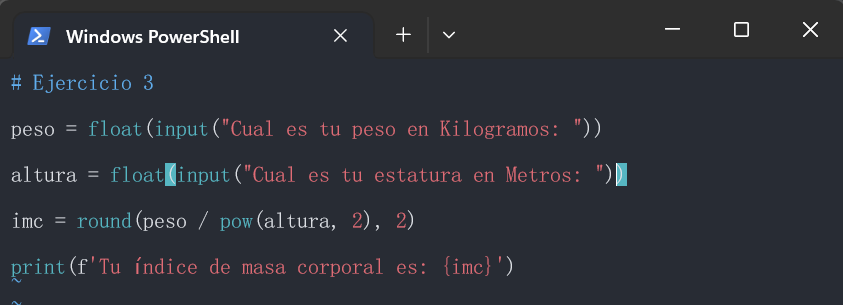 Windows PowerShell
# Ejercicio 3
peso = float(input("Cual es tu peso en Kilogramos: "))
altura = float(input("Cual es tu estatura en Metros: "))
imc = round(peso / pow(altura, 2), 2)
print(f'Tu índice de masa corporal es: {imc}')
~
~